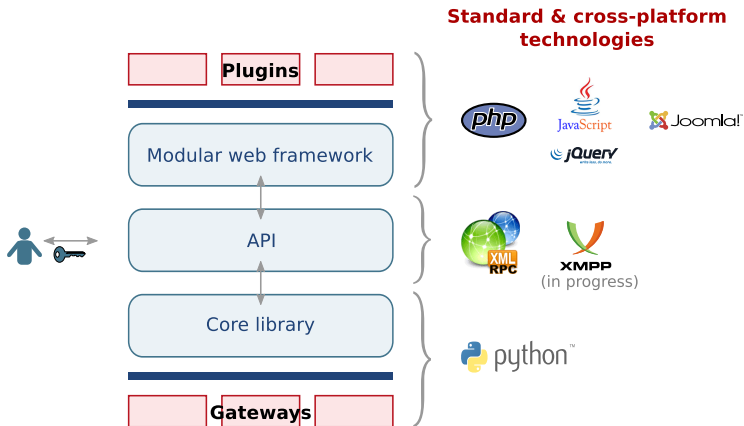 Standard & cross-platform
technologies
Plugins
php
JavaScript
Joomla!
jQuery
Modular web framework
API
XML
RPC
XMPP
(in progress)
Core library
python™
Gateways